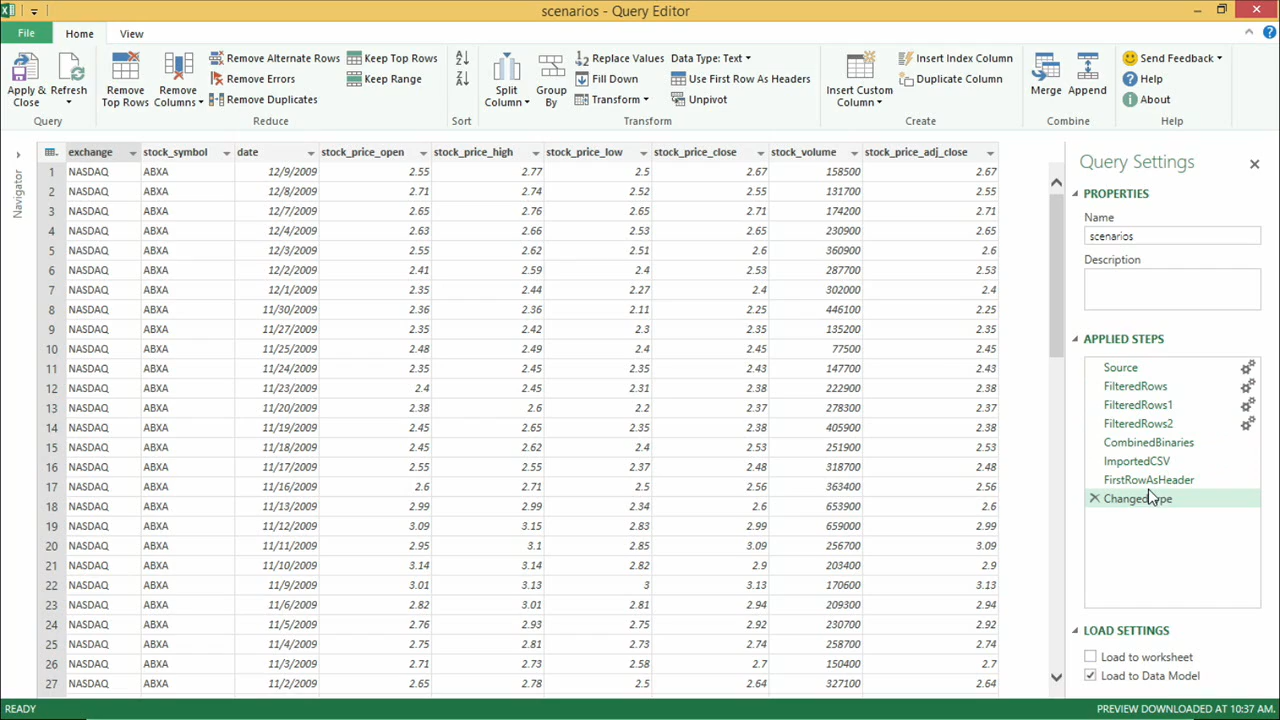 scenarios - Query Editor
File Home View
Apply & Close Refresh Remove Top Rows Remove Columns Remove Alternate Rows Remove Errors Remove Duplicates Keep Top Rows Keep Range Split Column Group By Replace Values Fill Down Transform Data Type: Text Use First Row As Headers Unpivot Insert Custom Column Insert Index Column Duplicate Column Merge Append Send Feedback Help About
Query Reduce Sort Transform Create Combine Help
Navigator
exchange stock_symbol date stock_price_open stock_price_high stock_price_low stock_price_close stock_volume stock_price_adj_close
1 NASDAQ ABXA 12/9/2009 2.55 2.77 2.5 2.67 158500 2.67
2 NASDAQ ABXA 12/8/2009 2.71 2.74 2.52 2.55 131700 2.55
3 NASDAQ ABXA 12/7/2009 2.65 2.76 2.65 2.71 174200 2.71
4 NASDAQ ABXA 12/4/2009 2.63 2.66 2.53 2.65 230900 2.65
5 NASDAQ ABXA 12/3/2009 2.55 2.62 2.51 2.6 360900 2.6
6 NASDAQ ABXA 12/2/2009 2.41 2.59 2.4 2.53 287700 2.53
7 NASDAQ ABXA 12/1/2009 2.35 2.44 2.27 2.4 302000 2.4
8 NASDAQ ABXA 11/30/2009 2.36 2.36 2.11 2.25 446100 2.25
9 NASDAQ ABXA 11/27/2009 2.35 2.42 2.3 2.35 135200 2.35
10 NASDAQ ABXA 11/25/2009 2.48 2.49 2.4 2.45 77500 2.45
11 NASDAQ ABXA 11/24/2009 2.35 2.45 2.35 2.43 147700 2.43
12 NASDAQ ABXA 11/23/2009 2.4 2.45 2.31 2.38 222900 2.38
13 NASDAQ ABXA 11/20/2009 2.38 2.6 2.2 2.37 278300 2.37
14 NASDAQ ABXA 11/19/2009 2.45 2.65 2.35 2.38 405900 2.38
15 NASDAQ ABXA 11/18/2009 2.45 2.62 2.4 2.53 251900 2.53
16 NASDAQ ABXA 11/17/2009 2.55 2.55 2.37 2.48 318700 2.48
17 NASDAQ ABXA 11/16/2009 2.6 2.71 2.5 2.56 363400 2.56
18 NASDAQ ABXA 11/13/2009 2.99 2.99 2.34 2.6 653900 2.6
19 NASDAQ ABXA 11/12/2009 3.09 3.15 2.83 2.99 659000 2.99
20 NASDAQ ABXA 11/11/2009 2.95 3.1 2.85 3.09 256700 3.09
21 NASDAQ ABXA 11/10/2009 3.14 3.14 2.82 2.9 203400 2.9
22 NASDAQ ABXA 11/9/2009 3.01 3.13 3 3.13 170600 3.13
23 NASDAQ ABXA 11/6/2009 2.82 3.01 2.81 2.94 209300 2.94
24 NASDAQ ABXA 11/5/2009 2.76 2.93 2.75 2.92 230700 2.92
25 NASDAQ ABXA 11/4/2009 2.75 2.81 2.73 2.74 258700 2.74
26 NASDAQ ABXA 11/3/2009 2.71 2.73 2.58 2.7 150400 2.7
27 NASDAQ ABXA 11/2/2009 2.65 2.78 2.5 2.64 327100 2.64
Query Settings
PROPERTIES
Name
scenarios
Description
APPLIED STEPS
Source
FilteredRows
FilteredRows1
FilteredRows2
CombinedBinaries
ImportedCSV
FirstRowAsHeader
ChangedType
LOAD SETTINGS
Load to worksheet
Load to Data Model
READY PREVIEW DOWNLOADED AT 10:37 AM.